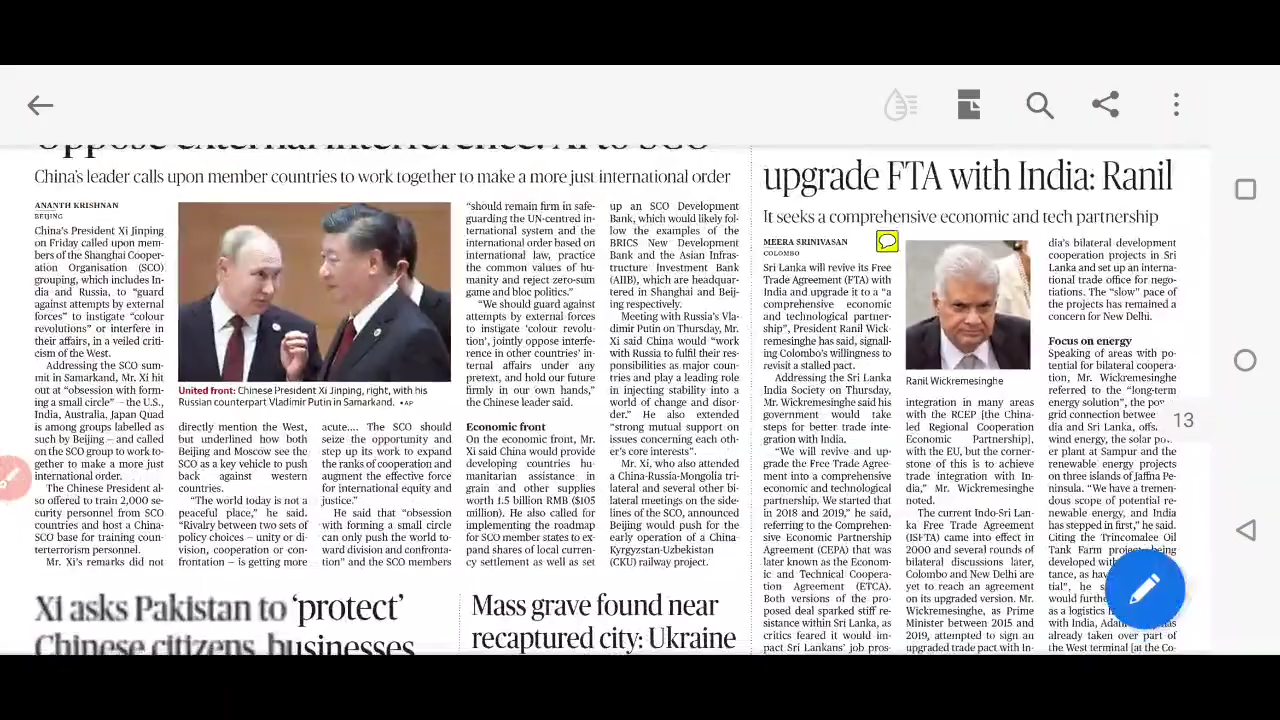 oppose external interference: Xi to SCO
China's leader calls upon member countries to work together to make a more just international order
ANANTH KRISHNAN
BEIJING
China's President Xi Jinping
on Friday called upon mem-
bers of the Shanghai Cooper-
ation Organisation (SCO)
grouping, which includes In-
dia and Russia, to "guard
against attempts by external
forces" to instigate "colour
revolutions" or interfere in
their affairs, in a veiled crit-
icism of the West.
Addressing the SCO sum-
mit in Samarkand, Mr. Xi hit
out at "obsession with form-
ing a small circle" – the U.S.,
India, Australia, Japan Quad
is among groups labelled as
such by Beijing – and called
on the SCO group to work to-
gether to make a more just
international order.
The Chinese President al-
so offered to train 2,000 se-
curity personnel from SCO
countries and host a China-
SCO base for training coun-
terterrorism personnel.
Mr. Xi's remarks did not
United front: Chinese President Xi Jinping, right, with his
Russian counterpart Vladimir Putin in Samarkand. • AP
directly mention the West,
but underlined how both
Beijing and Moscow see the
SCO as a key vehicle to push
back against western
countries.
"The world today is not a
peaceful place," he said.
"Rivalry between two sets of
policy choices – unity or di-
vision, cooperation or con-
frontation – is getting more
acute.... The SCO should
seize the opportunity and
step up its work to expand
the ranks of cooperation and
augment the effective force
for international equity and
justice."
He said that "obsession
with forming a small circle
can only push the world to-
ward division and confronta-
tion" and the SCO members
"should remain firm in safe-
guarding the UN-centred in-
ternational system and the
international order based on
international law, practice
the common values of hu-
manity and reject zero-sum
game and bloc politics."
"We should guard against
attempts by external forces
to instigate 'colour revolu-
tion', jointly oppose interfe-
rence in other countries' in-
ternal affairs under any
pretext, and hold our future
firmly in our own hands,"
the Chinese leader said.
Economic front
On the economic front, Mr.
Xi said China would provide
developing countries hu-
manitarian assistance in
grain and other supplies
worth 1.5 billion RMB ($105
million). He also called for
implementing the roadmap
for SCO member states to ex-
pand shares of local curren-
cy settlement as well as set
up an SCO Development
Bank, which would likely fol-
low the examples of the
BRICS New Development
Bank and the Asian Infras-
tructure Investment Bank
(AIIB), which are headquar-
tered in Shanghai and Beij-
ing respectively.
Meeting with Russia's Vla-
dimir Putin on Thursday, Mr.
Xi said China would "work
with Russia to fulfil their res-
ponsibilities as major coun-
tries and play a leading role
in injecting stability into a
world of change and disor-
der." He also extended
"strong mutual support on
issues concerning each oth-
er's core interests".
Mr. Xi, who also attended
a China-Russia-Mongolia tri-
lateral and several other bi-
lateral meetings on the side-
lines of the SCO, announced
Beijing would push for the
early operation of a China-
Kyrgyzstan-Uzbekistan
(CKU) railway project.
upgrade FTA with India: Ranil
It seeks a comprehensive economic and tech partnership
MEERA SRINIVASAN
COLOMBO
Sri Lanka will revive its Free
Trade Agreement (FTA) with
India and upgrade it to a "a
comprehensive economic
and technological partner-
ship", President Ranil Wick-
remesinghe has said, signall-
ing Colombo's willingness to
revisit a stalled pact.
Addressing the Sri Lanka
India Society on Thursday,
Mr. Wickremesinghe said his
government would take
steps for better trade inte-
gration with India.
"We will revive and up-
grade the Free Trade Agree-
ment into a comprehensive
economic and technological
partnership. We started that
in 2018 and 2019," he said,
referring to the Comprehen-
sive Economic Partnership
Agreement (CEPA) that was
later known as the Econom-
ic and Technical Coopera-
tion Agreement (ETCA).
Both versions of the pro-
posed deal sparked stiff re-
sistance within Sri Lanka, as
critics feared it would im-
pact Sri Lankans' job pros-
Ranil Wickremesinghe
integration in many areas
with the RCEP [the China-
led Regional Cooperation
Economic Partnership],
with the EU, but the corner-
stone of this is to achieve
trade integration with In-
dia," Mr. Wickremesinghe
noted.
The current Indo-Sri Lan-
ka Free Trade Agreement
(ISFTA) came into effect in
2000 and several rounds of
bilateral discussions later,
Colombo and New Delhi are
yet to reach an agreement
on its upgraded version. Mr.
Wickremesinghe, as Prime
Minister between 2015 and
2019, attempted to sign an
upgraded trade pact with In-
dia's bilateral development
cooperation projects in Sri
Lanka and set up an interna-
tional trade office for nego-
tiations. The "slow" pace of
the projects has remained a
concern for New Delhi.
Focus on energy
Speaking of areas with po-
tential for bilateral coopera-
tion, Mr. Wickremesinghe
referred to the "long-term
energy solution", the
grid connection between
dia and Sri Lanka,
wind energy, the solar
er plant at Sampur and the
renewable energy projects
on three islands of Jaffna Pe-
ninsula. "We have a tremen-
dous scope of potential re-
newable energy, and India
has stepped in first," he said.
Citing the Trincomalee Oil
Tank Farm project being
developed with
tance, as
tial", he
would
as a logistics
with India,
already taken over part of
the West terminal [at the Co-
13
Xi asks Pakistan to 'protect'
Chinese citizens, businesses
Mass grave found near
recaptured city: Ukraine